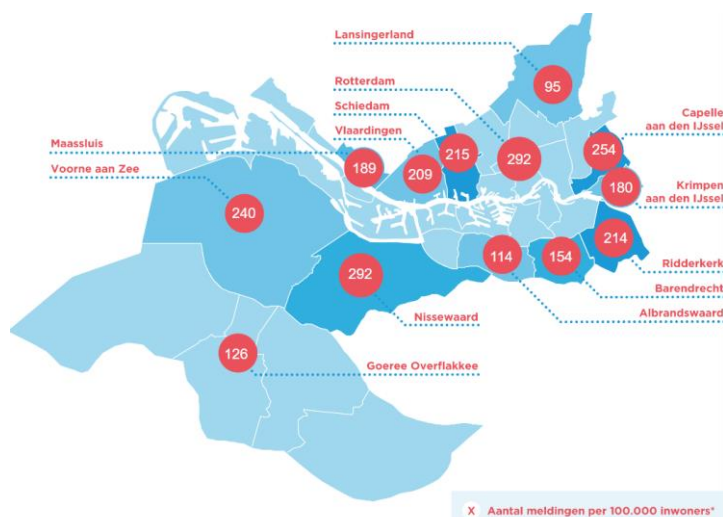 Lansingerland
95
Rotterdam
Schiedam
Capelle
aan den IJssel
Vlaardingen
Maassluis
215
292
254
189
209
Voorne aan Zee
180
Krimpen
aan den IJssel
240
214
114
154
Ridderkerk
292
Barendrecht
Nissewaard
Albrandswaard
126
Goeree Overflakkee
X Aantal meldingen per 100.000 inwoners*